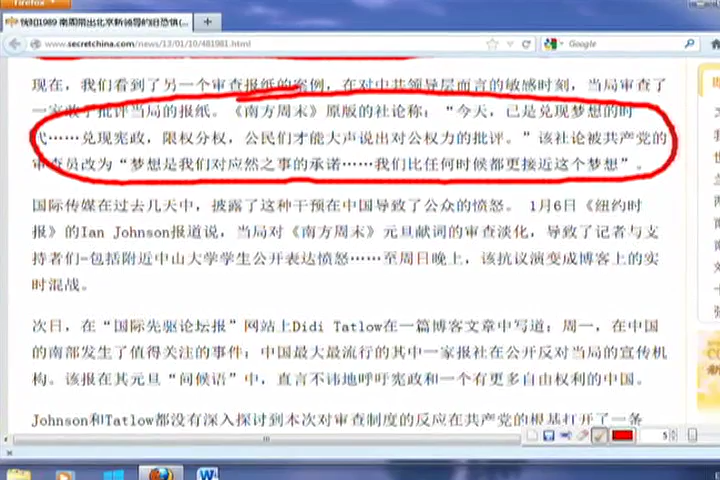 Firefox
忆1989 南周带出北京新领导的旧恐惧(...
www.secretchina.com/news/13/01/10/481981.html
Google
现在,我们看到了另一个审查报纸的案例,在对中共领导层而言的敏感时刻,当局审查了
一家敢于批评当局的报纸。《南方周末》原版的社论称:“今天,已是兑现梦想的时
代……兑现宪政,限权分权,公民们才能大声说出对公权力的批评。”该社论被共产党的
审查员改为“梦想是我们对应然之事的承诺……我们比任何时候都更接近这个梦想”。
国际传媒在过去几天中,披露了这种干预在中国导致了公众的愤怒。 1月6日《纽约时
报》的Ian Johnson报道说,当局对《南方周末》元旦献词的审查淡化,导致了记者与支
持者们-包括附近中山大学学生公开表达愤怒……至周日晚上,该抗议演变成博客上的实
时混战。
次日,在“国际先驱论坛报”网站上Didi Tatlow在一篇博客文章中写道:周一,在中国
的南部发生了值得关注的事件:中国最大最流行的其中一家报社在公开反对当局的宣传机
构。该报在其元旦“问候语”中,直言不讳地呼吁宪政和一个有更多自由权利的中国。
Johnson和Tatlow都没有深入探讨到本次对审查制度的反应在共产党的根基打开了一条
5